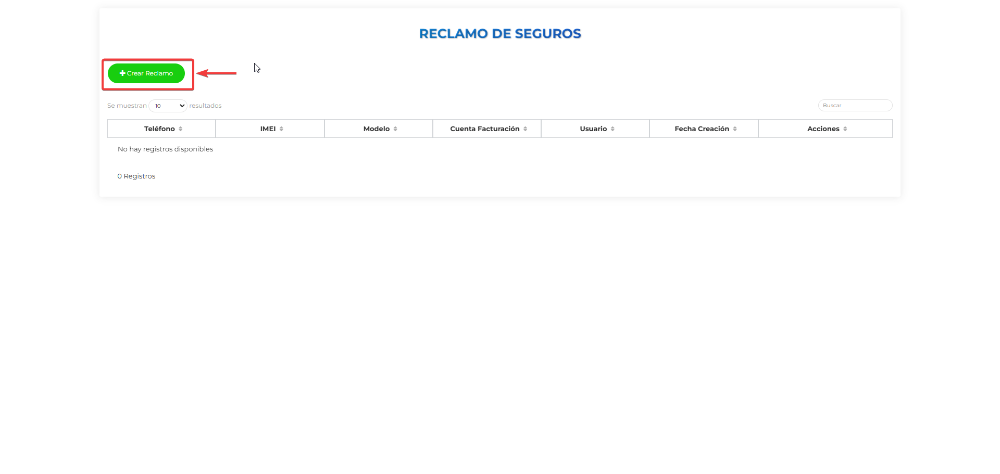 RECLAMO DE SEGUROS
Crear Reclamo
Se muestran 10 resultados
Buscar
Teléfono IMEI Modelo Cuenta Facturación Usuario Fecha Creación Acciones
No hay registros disponibles
0 Registros